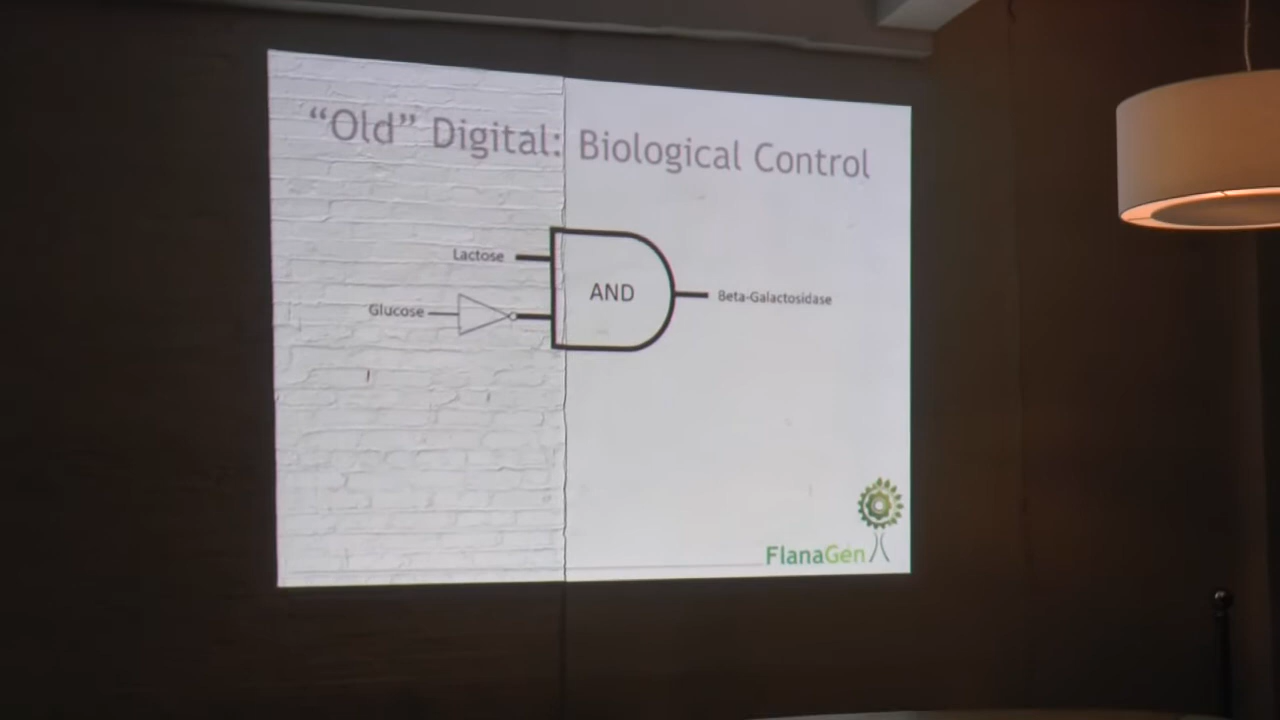 “Old” Digital: Biological Control
Lactose
AND
Glucose
Beta-Galactosidase
FlanaGen